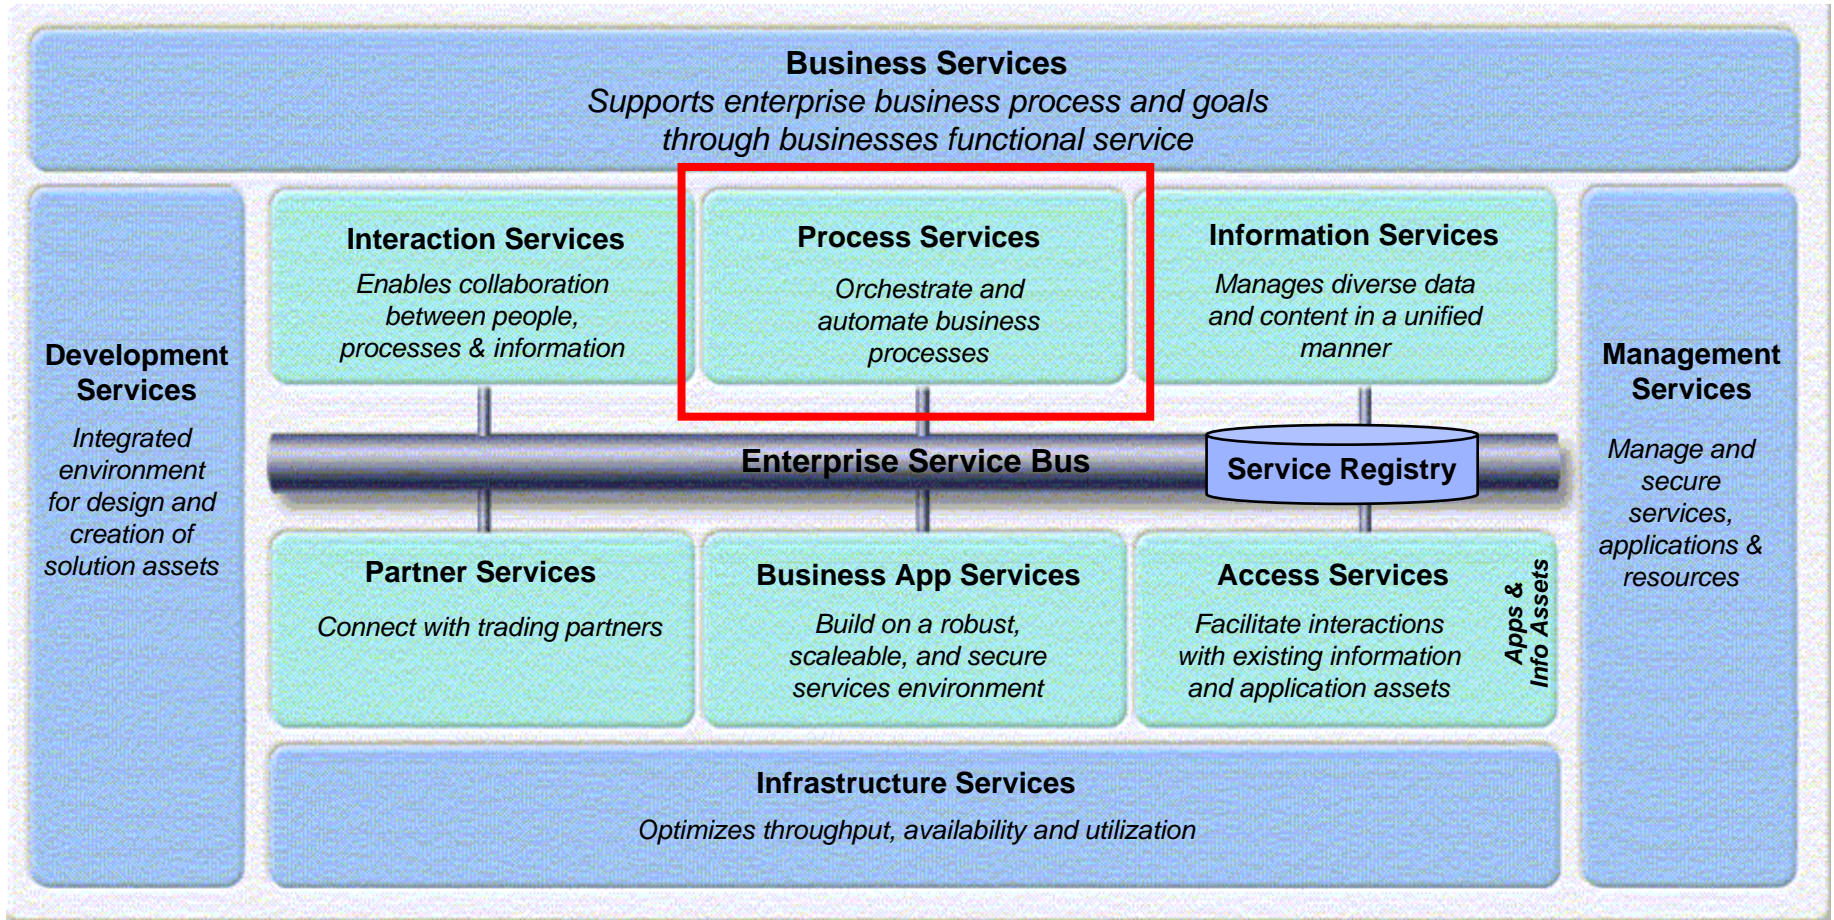 Business Services
Supports enterprise business process and goals
through businesses functional service
Development
Services
Integrated
environment
for design and
creation of
solution assets
Interaction Services
Enables collaboration
between people,
processes & information
Process Services
Orchestrate and
automate business
processes
Information Services
Manages diverse data
and content in a unified
manner
Management
Services
Manage and
secure
services,
applications &
resources
Enterprise Service Bus
Service Registry
Partner Services
Connect with trading partners
Business App Services
Build on a robust,
scaleable, and secure
services environment
Access Services
Facilitate interactions
with existing information
and application assets
Apps &
Info Assets
Infrastructure Services
Optimizes throughput, availability and utilization